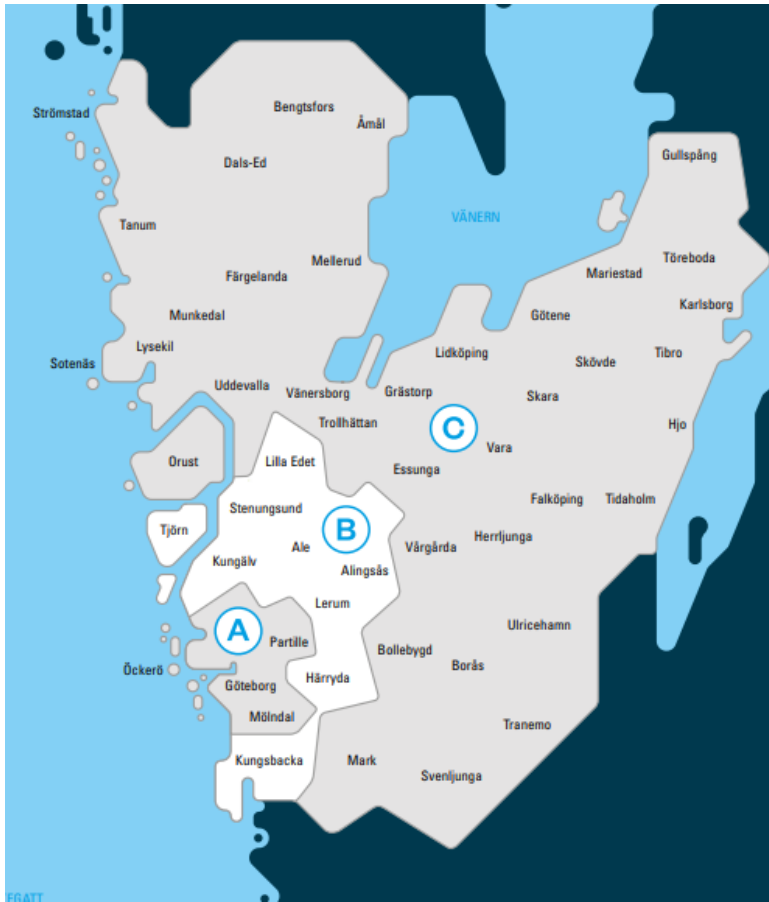 Bengtsfors
Strömstad
Åmål
Gullspång
Dals-Ed
VÄNERN
Tanum
Mellerud
Töreboda
Färgelanda
Mariestad
Karlsborg
Munkedal
Götene
Lysekil
Lidköping
Tibro
Sotenäs
Skövde
Uddevalla
Vänersborg
Grästorp
Skara
Trollhättan
C
Hjo
Vara
Orust
Lilla Edet
Essunga
Falköping
Tidaholm
Stenungsund
Tjörn
B
Herrljunga
Ale
Vårgårda
Kungälv
Alingsås
Lerum
Ulricehamn
A
Partille
Bollebygd
Öckerö
Borås
Härryda
Göteborg
Mölndal
Tranemo
Kungsbacka
Mark
Svenljunga
EGATT